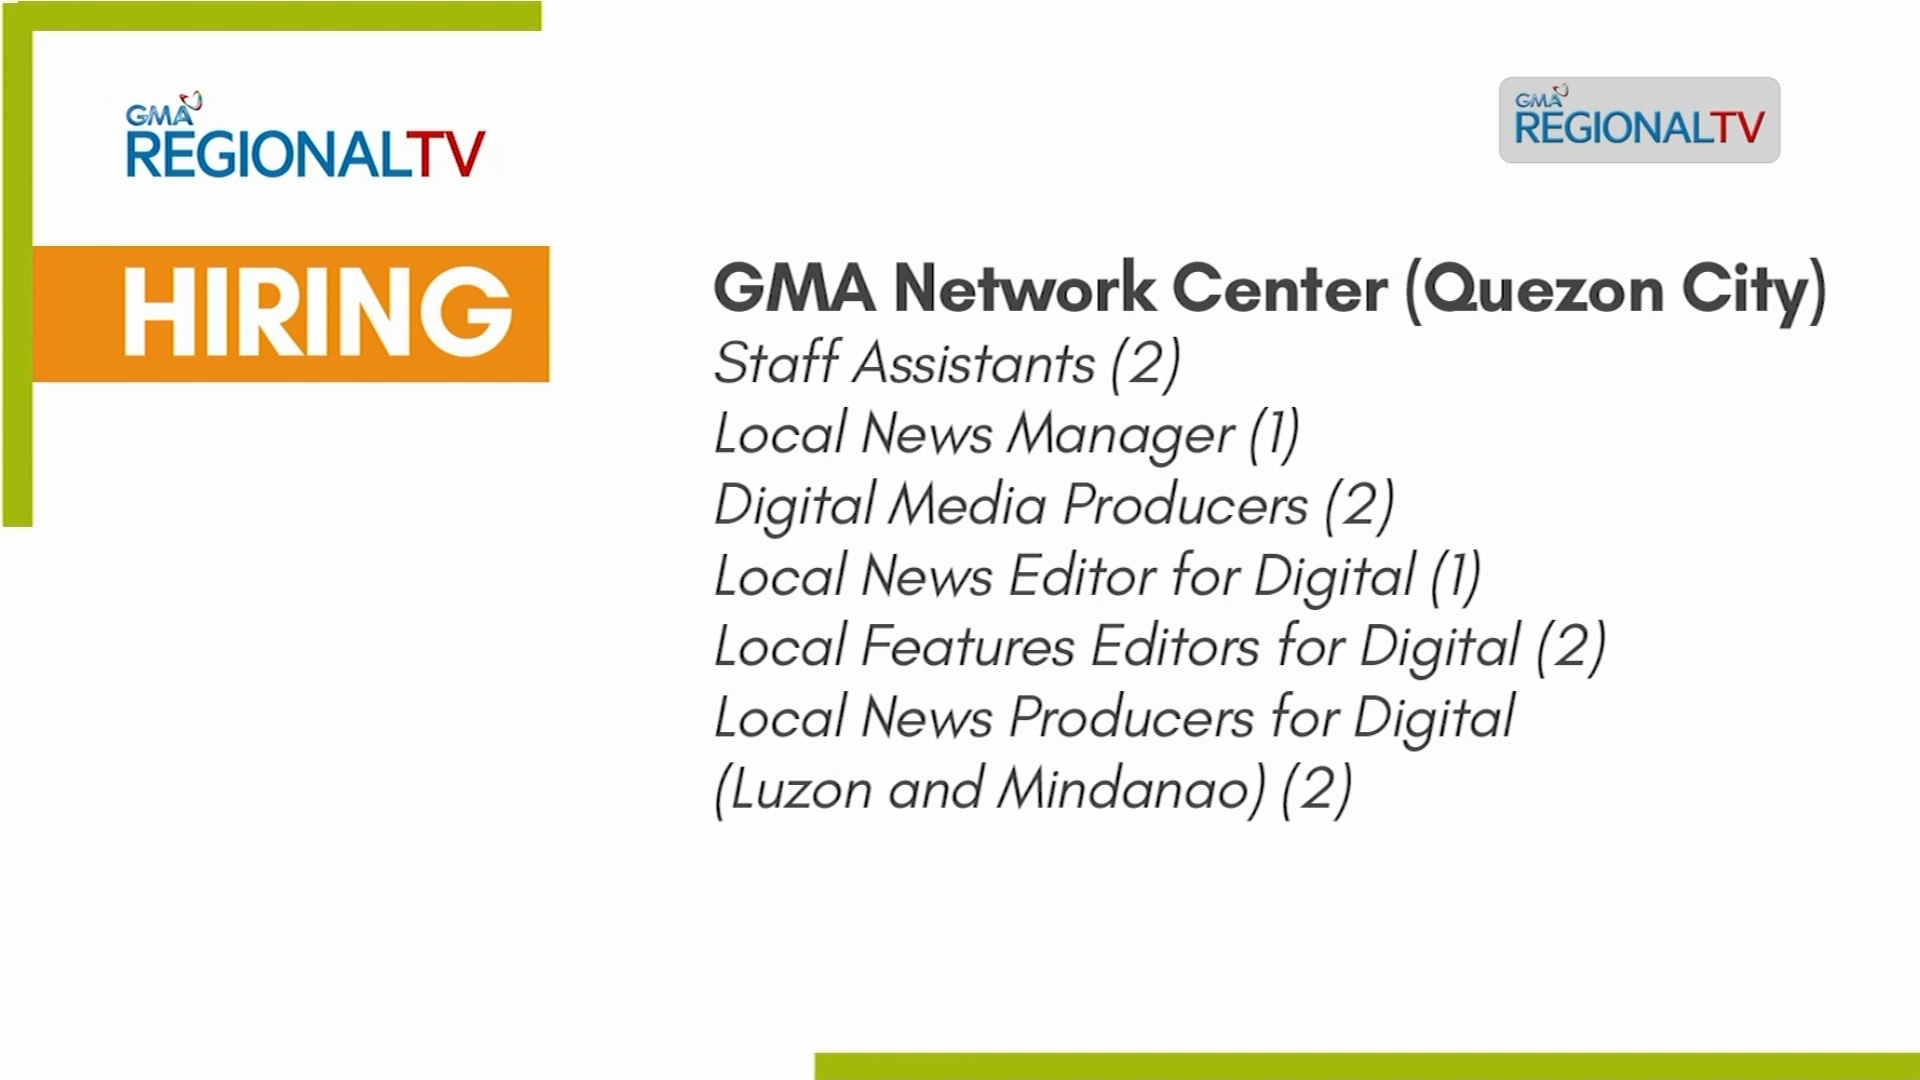 GMA
REGIONALTV
GMA
REGIONALTV
HIRING
GMA Network Center (Quezon City)
Staff Assistants (2)
Local News Manager (1)
Digital Media Producers (2)
Local News Editor for Digital (1)
Local Features Editors for Digital (2)
Local News Producers for Digital
(Luzon and Mindanao) (2)